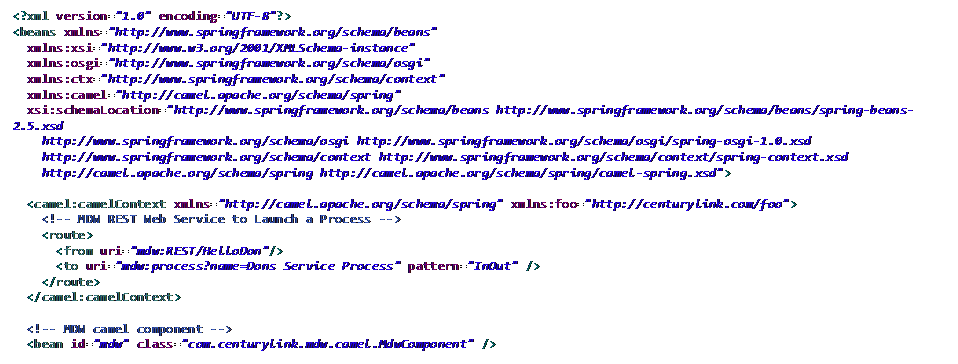 <?xml version="1.0" encoding="UTF-8"?>
<beans xmlns="http://www.springframework.org/schema/beans"
xmlns:xsi="http://www.w3.org/2001/XMLSchema-instance"
xmlns:osgi="http://www.springframework.org/schema/osgi"
xmlns:ctx="http://www.springframework.org/schema/context"
xmlns:camel="http://camel.apache.org/schema/spring"
xsi:schemaLocation="http://www.springframework.org/schema/beans http://www.springframework.org/schema/beans/spring-beans-
2.5.xsd
http://www.springframework.org/schema/osgi http://www.springframework.org/schema/osgi/spring-osgi-1.0.xsd
http://www.springframework.org/schema/context http://www.springframework.org/schema/context/spring-context.xsd
http://camel.apache.org/schema/spring http://camel.apache.org/schema/spring/camel-spring.xsd">
<camel:camelContext xmlns="http://camel.apache.org/schema/spring" xmlns:foo="http://centurylink.com/foo">
<!-- MDW REST Web Service to Launch a Process -->
<route>
<from uri="mdw:REST/HelloDon"/>
<to uri="mdw:process?name=Dons Service Process" pattern="InOut" />
</route>
</camel:camelContext>
<!-- MDW camel component -->
<bean id="mdw" class="com.centurylink.mdw.camel.MdwComponent" />